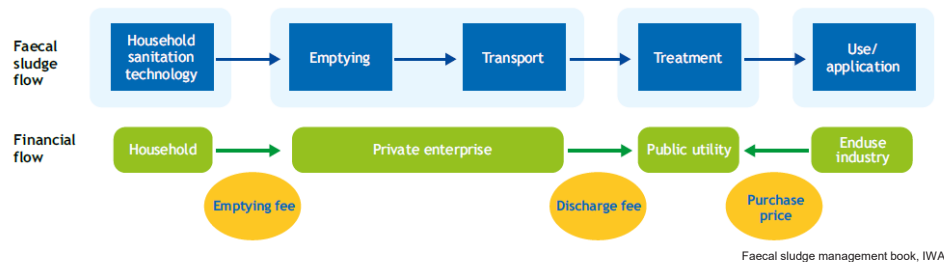 Faecal
sludge
flow
Household
sanitation
technology
Emptying
Transport
Treatment
Use/
application
Financial
flow
Household
Private enterprise
Public utility
Enduse
industry
Emptying fee
Discharge fee
Purchase
price
Faecal sludge management book, IWA